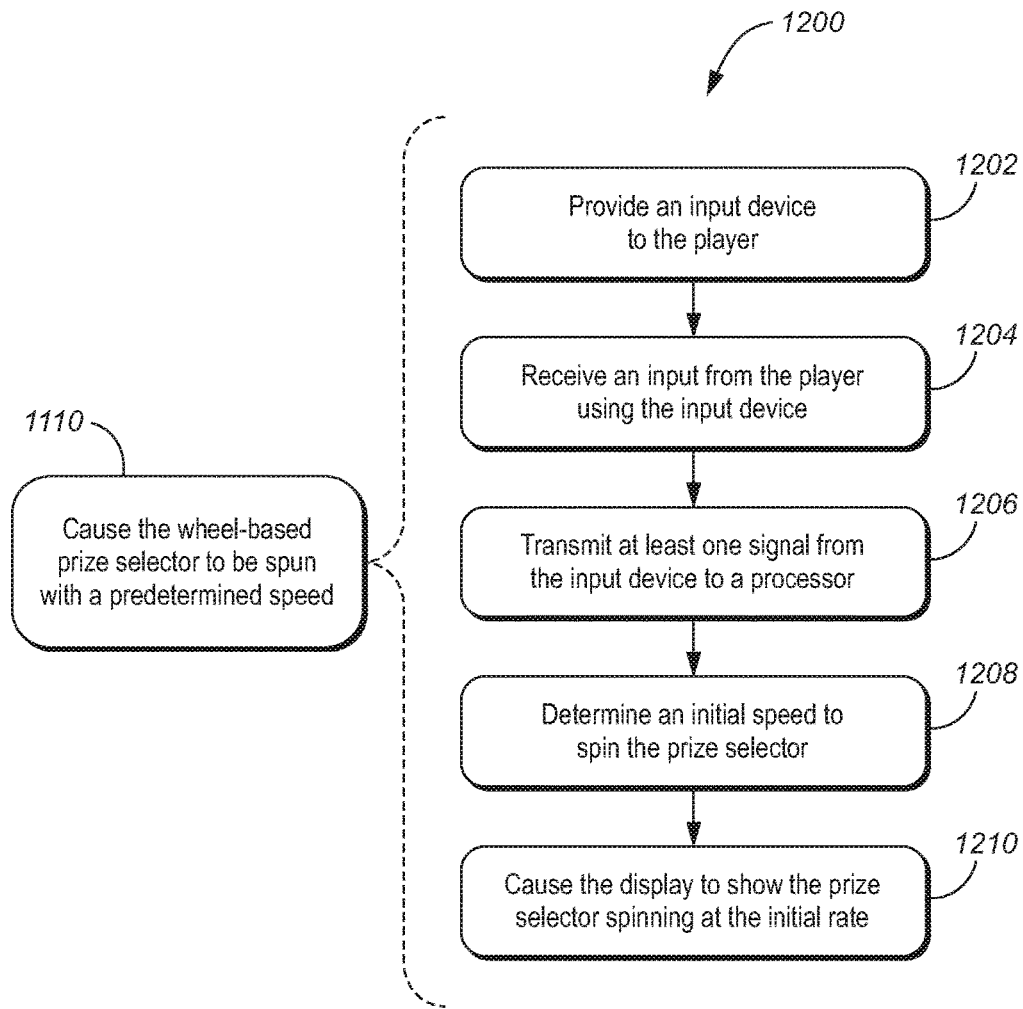 1200
1202
Provide an input device
to the player
1204
Receive an input from the player
using the input device
1110
Cause the wheel-based
prize selector to be spun
with a predetermined speed
1206
Transmit at least one signal from
the input device to a processor
1208
Determine an initial speed to
spin the prize selector
1210
Cause the display to show the prize
selector spinning at the initial rate